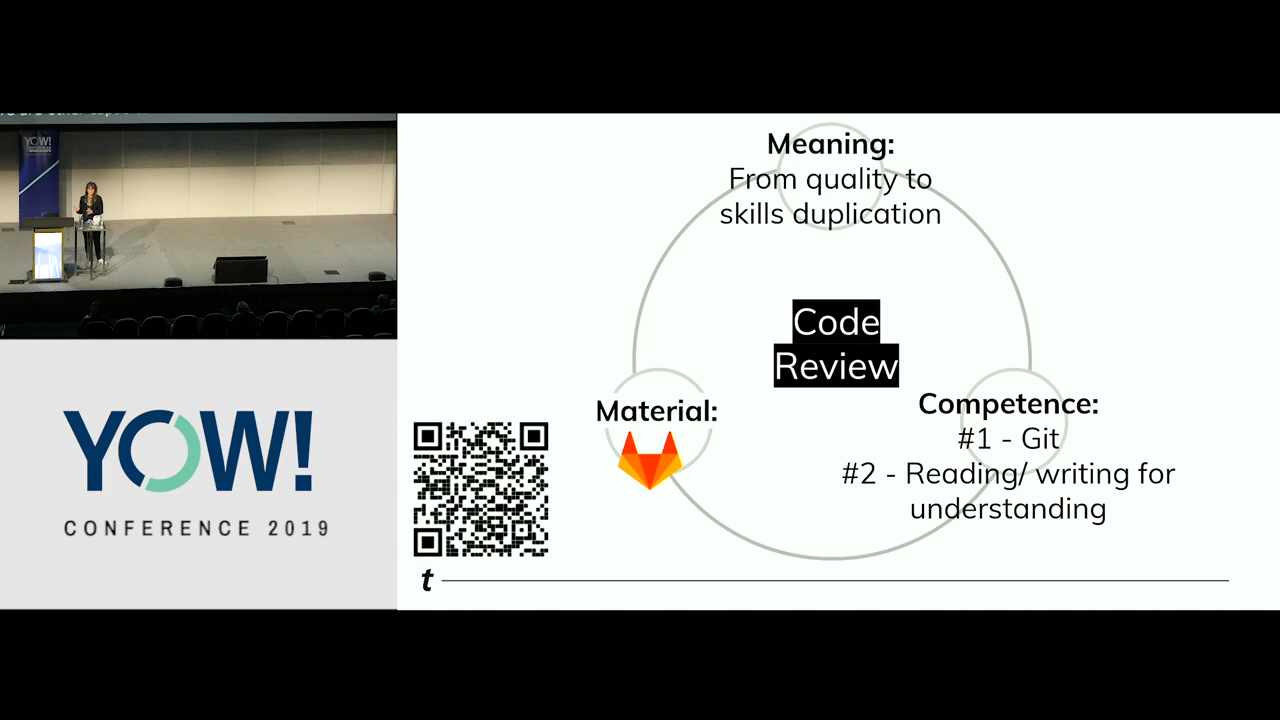 YOW!
YOW!
CONFERENCE 2019
Meaning:
From quality to
skills duplication
Code
Review
Material:
Competence:
#1 - Git
#2 - Reading/ writing for
understanding
t